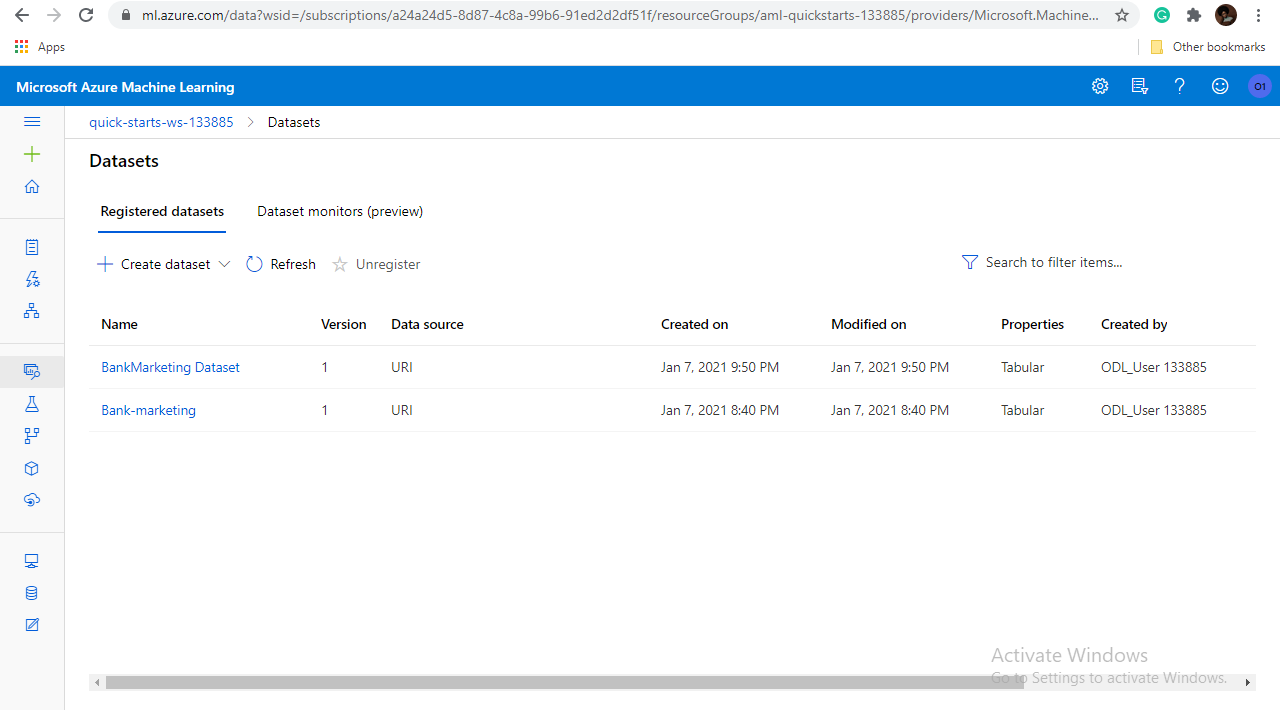 ml.azure.com/data?wsid=/subscriptions/a24a24d5-8d87-4c8a-99b6-91ed2d2df51f/resourceGroups/aml-quickstarts-133885/providers/Microsoft.Machine...
Apps
Other bookmarks
Microsoft Azure Machine Learning
O1
quick-starts-ws-133885 > Datasets
Datasets
Registered datasets Dataset monitors (preview)
Create dataset Refresh Unregister Search to filter items...
Name Version Data source Created on Modified on Properties Created by
BankMarketing Dataset 1 URI Jan 7, 2021 9:50 PM Jan 7, 2021 9:50 PM Tabular ODL_User 133885
Bank-marketing 1 URI Jan 7, 2021 8:40 PM Jan 7, 2021 8:40 PM Tabular ODL_User 133885
Activate Windows
Go to Settings to activate Windows.